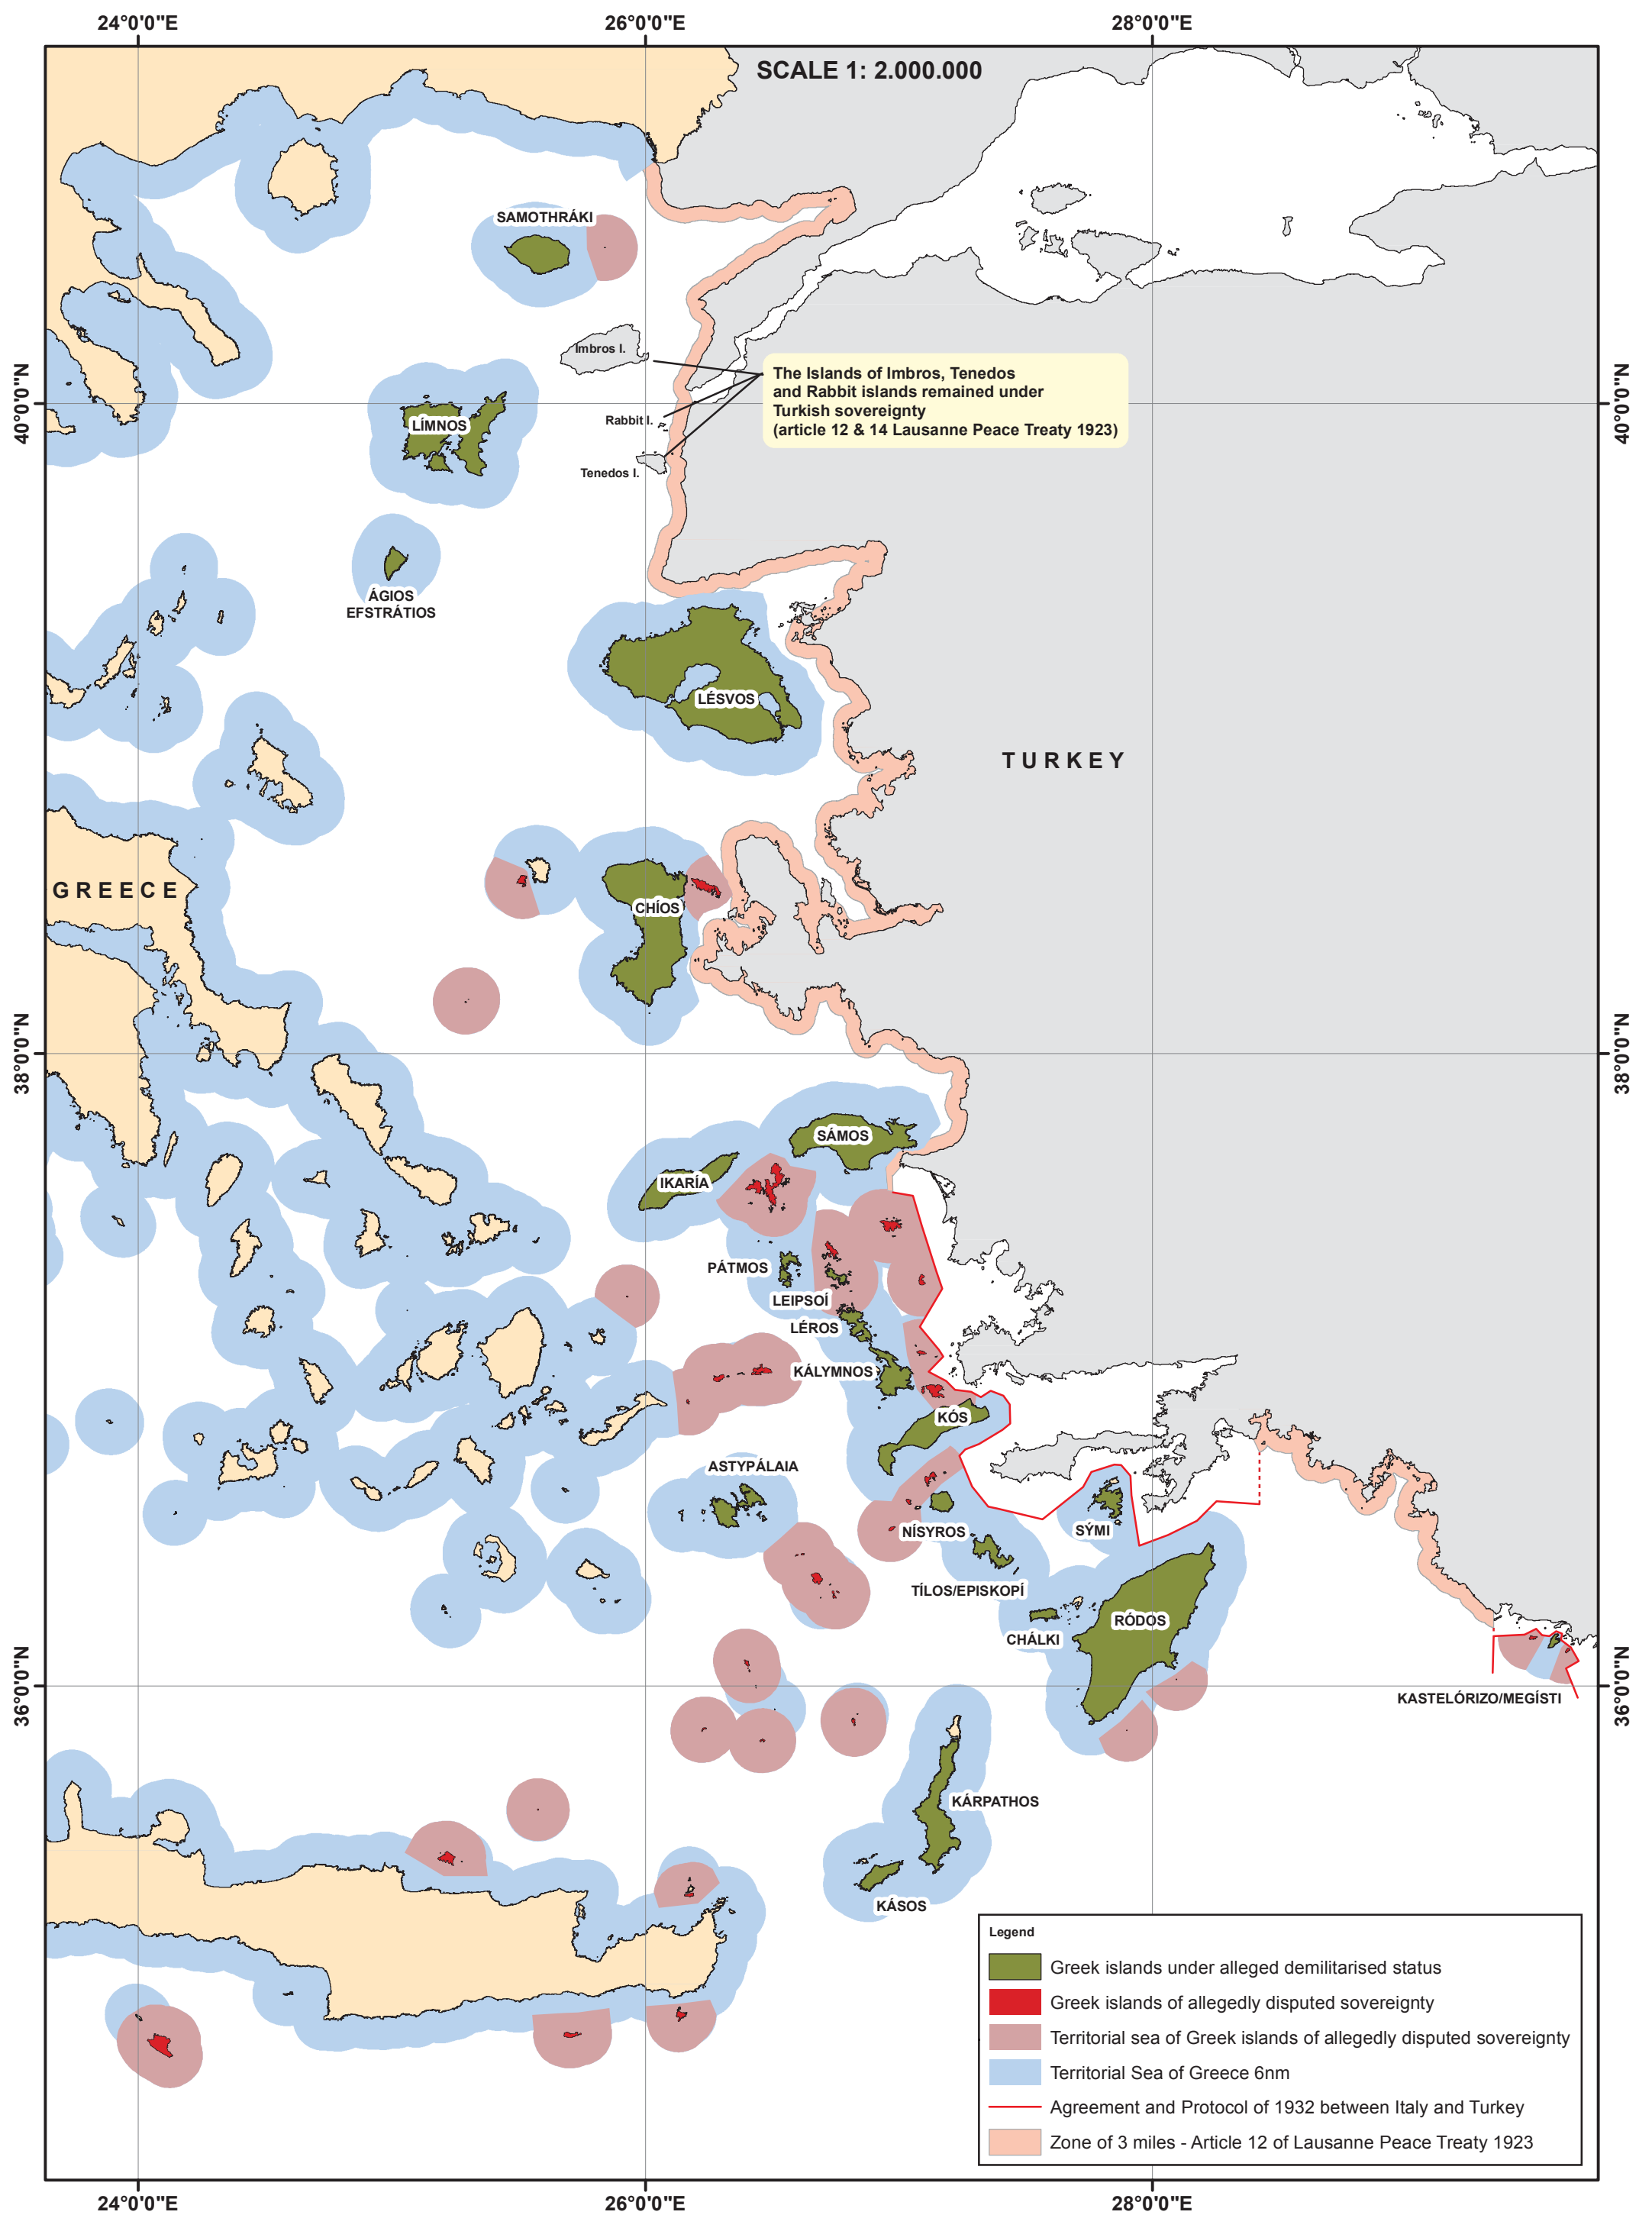 24°0'0"E
26°0'0"E
28°0'0"E
SCALE 1: 2.000.000
SAMOTHRÁKI
Imbros I.
The Islands of Imbros, Tenedos
and Rabbit islands remained under
Turkish sovereignty
(article 12 & 14 Lausanne Peace Treaty 1923)
40°0'0"N
40°0'0"N
LÍMNOS
Rabbit I.
Tenedos I.
ÁGIOS
EFSTRÁTIOS
LÉSVOS
TURKEY
GREECE
CHÍOS
38°0'0"N
38°0'0"N
SÁMOS
IKARÍA
PÁTMOS
LEIPSOÍ
LÉROS
KÁLYMNOS
KÓS
ASTYPÁLAIA
NÍSYROS
SÝMI
TÍLOS/EPISKOPÍ
CHÁLKI
RÓDOS
36°0'0"N
36°0'0"N
KASTELÓRIZO/MEGÍSTI
KÁRPATHOS
KÁSOS
Legend
Greek islands under alleged demilitarised status
Greek islands of allegedly disputed sovereignty
Territorial sea of Greek islands of allegedly disputed sovereignty
Territorial Sea of Greece 6nm
Agreement and Protocol of 1932 between Italy and Turkey
Zone of 3 miles - Article 12 of Lausanne Peace Treaty 1923
24°0'0"E
26°0'0"E
28°0'0"E